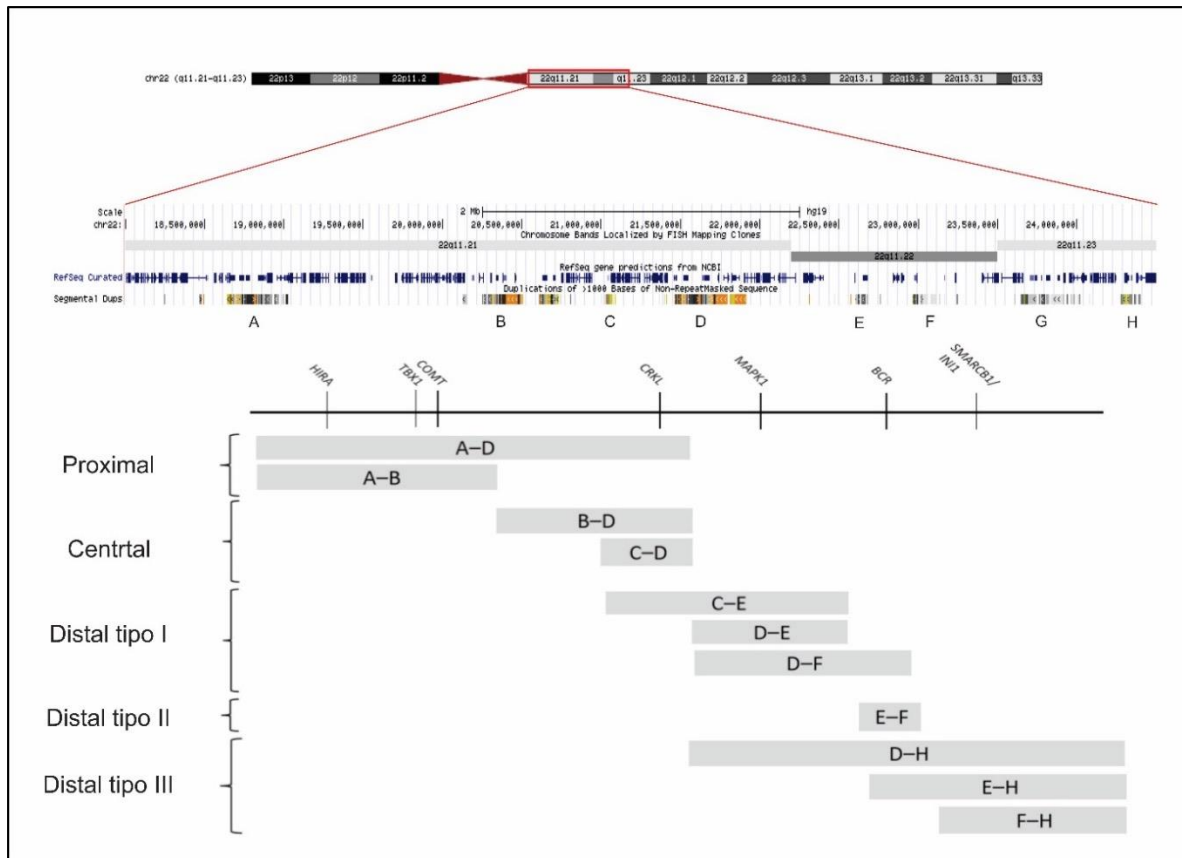 chr22 (q11.21-q11.23) 22p13 22p12 22p11.2 22q11.21 q11.23 22q12.1 22q12.2 22q12.3 22q13.1 22q13.2 22q13.31 q13.33
Scale 2 Mb hg19
chr22: 18,500,000 19,000,000 19,500,000 20,000,000 20,500,000 21,000,000 21,500,000 22,000,000 22,500,000 23,000,000 23,500,000 24,000,000
Chromosome Bands Localized by FISH Mapping Clones
22q11.21 22q11.23
22q11.22
RefSeq gene predictions from NCBI
RefSeq Curated
Duplications of >1000 Bases of Non-RepeatMasked Sequence
Segmental Dups
A B C D E F G H
HIRA TBX1 COMT CRKL MAPK1 BCR SMARCB1/
INI1
Proximal
A–D
A–B
Centrtal
B–D
C–D
Distal tipo I
C–E
D–E
D–F
Distal tipo II
E–F
Distal tipo III
D–H
E–H
F–H